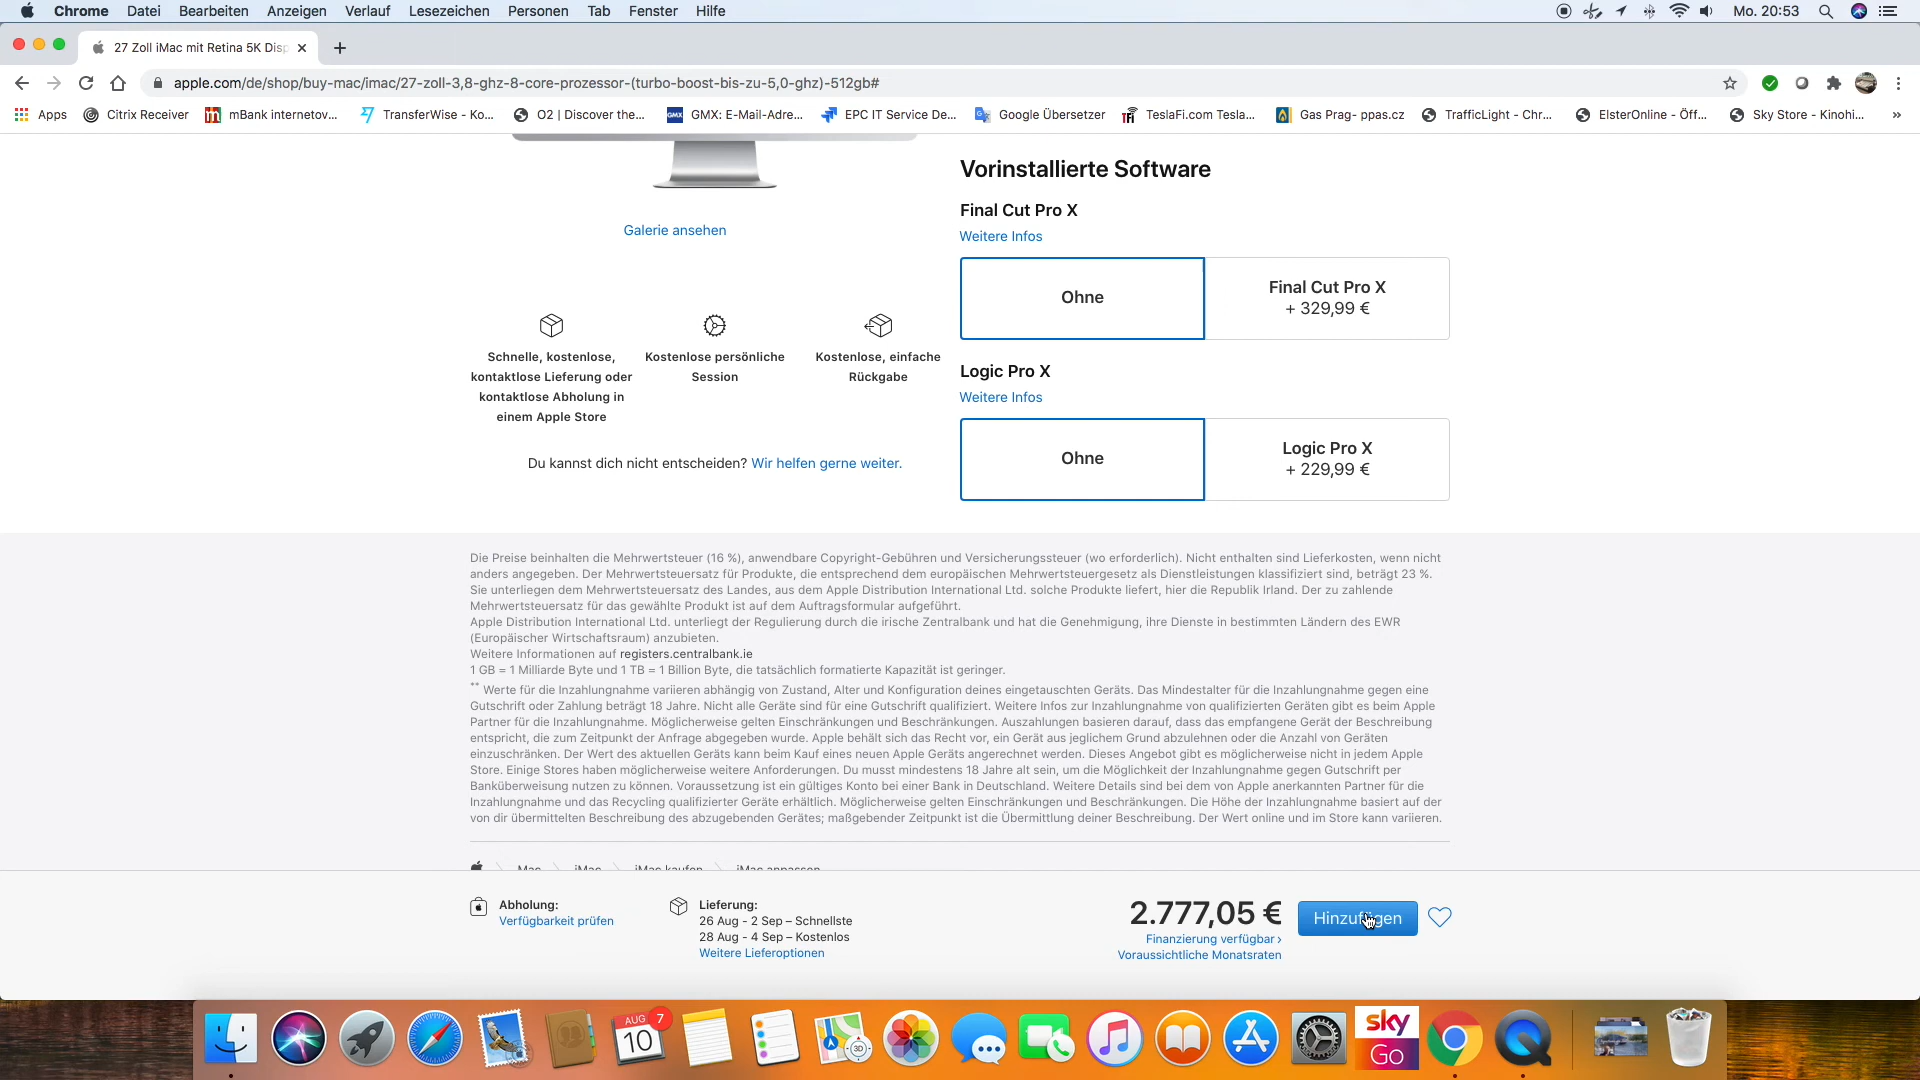 Chrome Datei Bearbeiten Anzeigen Verlauf Lesezeichen Personen Tab Fenster Hilfe Mo. 20:53
27 Zoll iMac mit Retina 5K Disp
apple.com/de/shop/buy-mac/imac/27-zoll-3,8-ghz-8-core-prozessor-(turbo-boost-bis-zu-5,0-ghz)-512gb#
Apps Citrix Receiver mBank internetov... TransferWise - Ko... O2 | Discover the... GMX: E-Mail-Adre... EPC IT Service De... Google Übersetzer TeslaFi.com Tesla... Gas Prag- ppas.cz TrafficLight - Chr... ElsterOnline - Öff... Sky Store - Kinohi... »
Vorinstallierte Software
Final Cut Pro X
Weitere Infos
Ohne
Final Cut Pro X
+ 329,99 €
Logic Pro X
Weitere Infos
Ohne
Logic Pro X
+ 229,99 €
Galerie ansehen
Schnelle, kostenlose,
kontaktlose Lieferung oder
kontaktlose Abholung in
einem Apple Store
Kostenlose persönliche
Session
Kostenlose, einfache
Rückgabe
Du kannst dich nicht entscheiden? Wir helfen gerne weiter.
Die Preise beinhalten die Mehrwertsteuer (16 %), anwendbare Copyright-Gebühren und Versicherungssteuer (wo erforderlich). Nicht enthalten sind Lieferkosten, wenn nicht
anders angegeben. Der Mehrwertsteuersatz für Produkte, die entsprechend dem europäischen Mehrwertsteuergesetz als Dienstleistungen klassifiziert sind, beträgt 23 %.
Sie unterliegen dem Mehrwertsteuersatz des Landes, aus dem Apple Distribution International Ltd. solche Produkte liefert, hier die Republik Irland. Der zu zahlende
Mehrwertsteuersatz für das gewählte Produkt ist auf dem Auftragsformular aufgeführt.
Apple Distribution International Ltd. unterliegt der Regulierung durch die irische Zentralbank und hat die Genehmigung, ihre Dienste in bestimmten Ländern des EWR
(Europäischer Wirtschaftsraum) anzubieten.
Weitere Informationen auf registers.centralbank.ie
1 GB = 1 Milliarde Byte und 1 TB = 1 Billion Byte, die tatsächlich formatierte Kapazität ist geringer.
** Werte für die Inzahlungnahme variieren abhängig von Zustand, Alter und Konfiguration deines eingetauschten Geräts. Das Mindestalter für die Inzahlungnahme gegen eine
Gutschrift oder Zahlung beträgt 18 Jahre. Nicht alle Geräte sind für eine Gutschrift qualifiziert. Weitere Infos zur Inzahlungnahme von qualifizierten Geräten gibt es beim Apple
Partner für die Inzahlungnahme. Möglicherweise gelten Einschränkungen und Beschränkungen. Auszahlungen basieren darauf, dass das empfangene Gerät der Beschreibung
entspricht, die zum Zeitpunkt der Anfrage abgegeben wurde. Apple behält sich das Recht vor, ein Gerät aus jeglichem Grund abzulehnen oder die Anzahl von Geräten
einzuschränken. Der Wert des aktuellen Geräts kann beim Kauf eines neuen Apple Geräts angerechnet werden. Dieses Angebot gibt es möglicherweise nicht in jedem Apple
Store. Einige Stores haben möglicherweise weitere Anforderungen. Du musst mindestens 18 Jahre alt sein, um die Möglichkeit der Inzahlungnahme gegen Gutschrift per
Banküberweisung nutzen zu können. Voraussetzung ist ein gültiges Konto bei einer Bank in Deutschland. Weitere Details sind bei dem von Apple anerkannten Partner für die
Inzahlungnahme und das Recycling qualifizierter Geräte erhältlich. Möglicherweise gelten Einschränkungen und Beschränkungen. Die Höhe der Inzahlungnahme basiert auf der
von dir übermittelten Beschreibung des abzugebenden Gerätes; maßgebender Zeitpunkt ist die Übermittlung deiner Beschreibung. Der Wert online und im Store kann variieren.
Mac iMac iMac kaufen iMac anpassen
Abholung:
Verfügbarkeit prüfen
Lieferung:
26 Aug - 2 Sep – Schnellste
28 Aug - 4 Sep – Kostenlos
Weitere Lieferoptionen
2.777,05 €
Finanzierung verfügbar ›
Voraussichtliche Monatsraten
Hinzufügen
AUG 7
10
3D
sky
Go